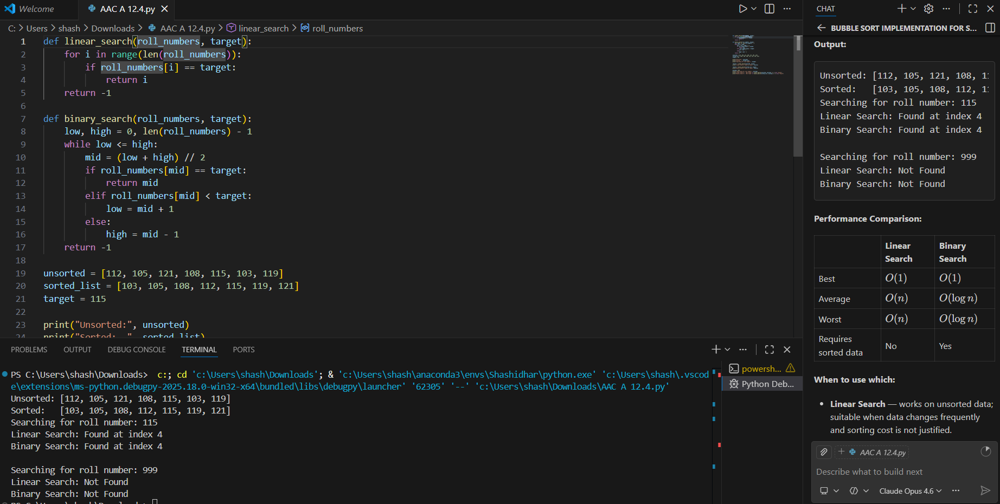 Welcome
AAC A 12.4.py
C: > Users > shash > Downloads > AAC A 12.4.py > linear_search > roll_numbers
1 def linear_search(roll_numbers, target):
2 for i in range(len(roll_numbers)):
3 if roll_numbers[i] == target:
4 return i
5 return -1
6
7 def binary_search(roll_numbers, target):
8 low, high = 0, len(roll_numbers) - 1
9 while low <= high:
10 mid = (low + high) // 2
11 if roll_numbers[mid] == target:
12 return mid
13 elif roll_numbers[mid] < target:
14 low = mid + 1
15 else:
16 high = mid - 1
17 return -1
18
19 unsorted = [112, 105, 121, 108, 115, 103, 119]
20 sorted_list = [103, 105, 108, 112, 115, 119, 121]
21 target = 115
22
23 print("Unsorted:", unsorted)
24 print("Sorted: ", sorted_list)
PROBLEMS OUTPUT DEBUG CONSOLE TERMINAL PORTS
PS C:\Users\shash\Downloads> c:; cd 'c:\Users\shash\Downloads'; & 'c:\Users\shash\anaconda3\envs\Shashidhar\python.exe' 'c:\Users\shash\.vscod
e\extensions\ms-python.debugpy-2025.18.0-win32-x64\bundled\libs\debugpy\launcher' '62305' '--' 'c:\Users\shash\Downloads\AAC A 12.4.py'
Unsorted: [112, 105, 121, 108, 115, 103, 119]
Sorted: [103, 105, 108, 112, 115, 119, 121]
Searching for roll number: 115
Linear Search: Found at index 4
Binary Search: Found at index 4
Searching for roll number: 999
Linear Search: Not Found
Binary Search: Not Found
PS C:\Users\shash\Downloads>
powersh...
Python Deb...
CHAT
BUBBLE SORT IMPLEMENTATION FOR S...
Output:
Unsorted: [112, 105, 121, 108, 11
Sorted: [103, 105, 108, 112, 11
Searching for roll number: 115
Linear Search: Found at index 4
Binary Search: Found at index 4
Searching for roll number: 999
Linear Search: Not Found
Binary Search: Not Found
Performance Comparison:
Linear Search Binary Search
Best O(1) O(1)
Average O(n) O(log n)
Worst O(n) O(log n)
Requires sorted data No Yes
When to use which:
• Linear Search — works on unsorted data;
suitable when data changes frequently
and sorting cost is not justified.
AAC A 12.4.py
Describe what to build next
Claude Opus 4.6